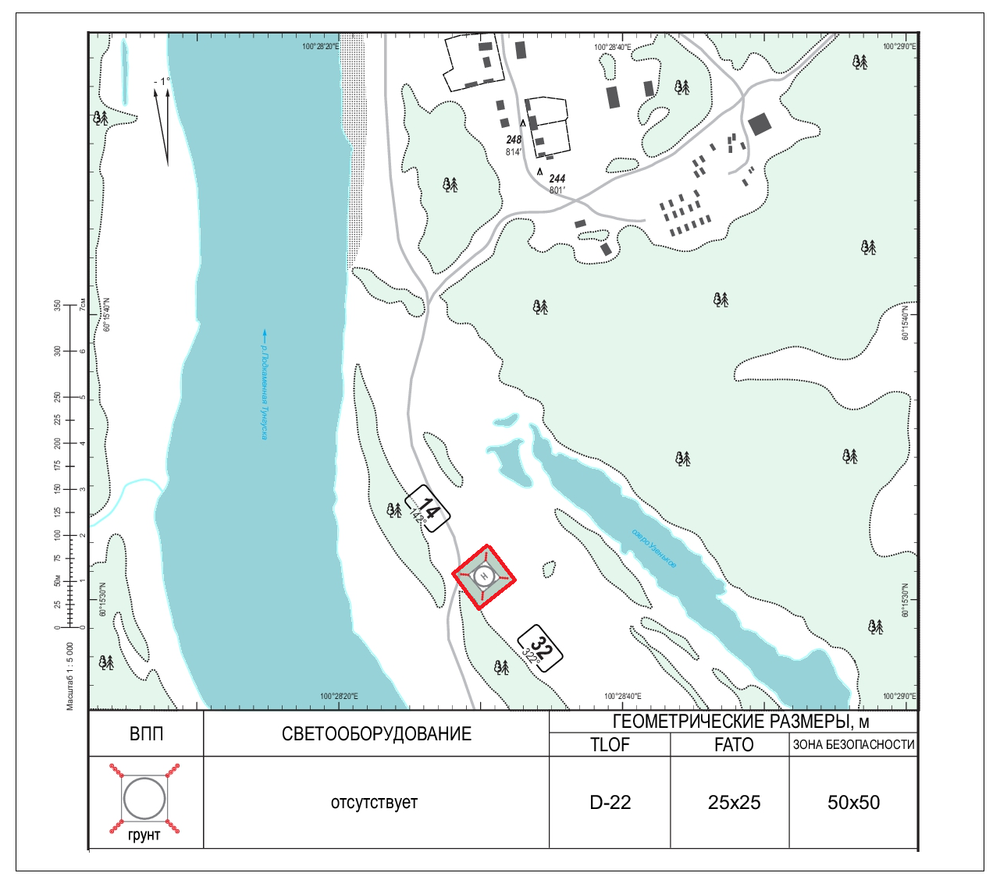 100°28'20"E
100°28'40"E
100°29'0"E
- 1°
248
814'
244
801'
60°15'40"N
60°15'40"N
р.Подкаменная Тунгуска
350
300
250
225
200
175
150
125
100
75
50м
25
0
7см
6
5
4
3
2
1
0
Масштаб 1 : 5 000
14
142°
H
озеро Узенькое
60°15'30"N
60°15'30"N
32
322°
100°28'20"E
100°28'40"E
100°29'0"E
ВПП
СВЕТООБОРУДОВАНИЕ
ГЕОМЕТРИЧЕСКИЕ РАЗМЕРЫ, м
TLOF
FATO
ЗОНА БЕЗОПАСНОСТИ
грунт
отсутствует
D-22
25x25
50x50